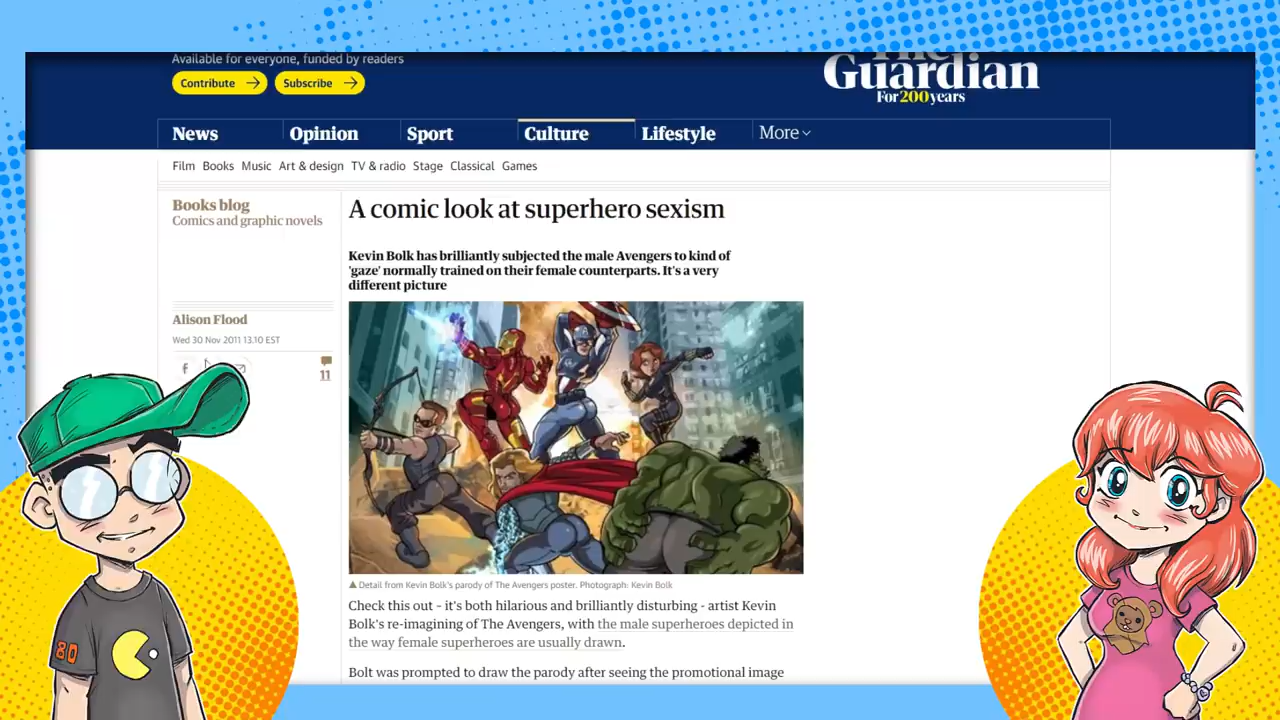 Available for everyone, funded by readers
Contribute
Subscribe
The
Guardian
For 200 years
News
Opinion
Sport
Culture
Lifestyle
More
Film Books Music Art & design TV & radio Stage Classical Games
Books blog
Comics and graphic novels
A comic look at superhero sexism
Kevin Bolk has brilliantly subjected the male Avengers to kind of
'gaze' normally trained on their female counterparts. It's a very
different picture
Alison Flood
Wed 30 Nov 2011 13.10 EST
11
Detail from Kevin Bolk's parody of The Avengers poster. Photograph: Kevin Bolk
Check this out – it's both hilarious and brilliantly disturbing - artist Kevin
Bolk's re-imagining of The Avengers, with the male superheroes depicted in
the way female superheroes are usually drawn.
Bolt was prompted to draw the parody after seeing the promotional image
80